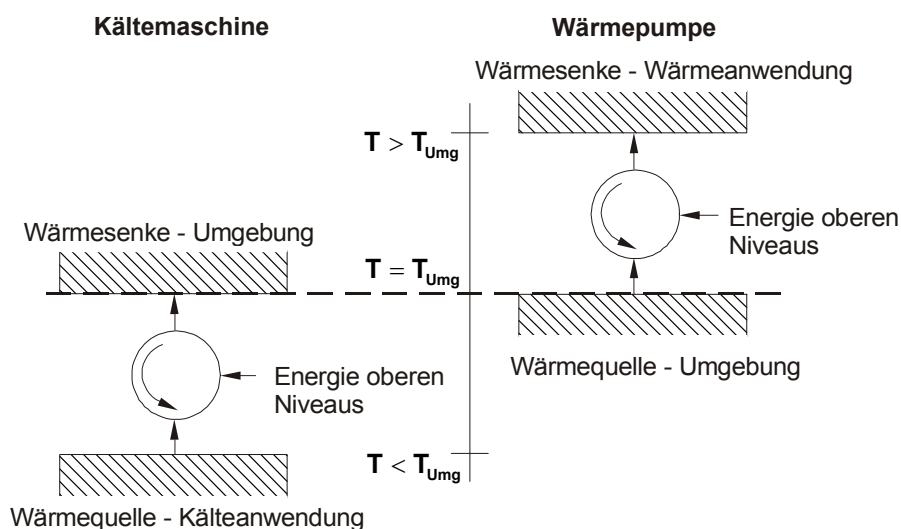 Kältemaschine
Wärmepumpe
Wärmesenke - Wärmeanwendung
T > T_Umg
Energie oberen
Niveaus
Wärmesenke - Umgebung
T = T_Umg
Wärmequelle - Umgebung
Energie oberen
Niveaus
T < T_Umg
Wärmequelle - Kälteanwendung